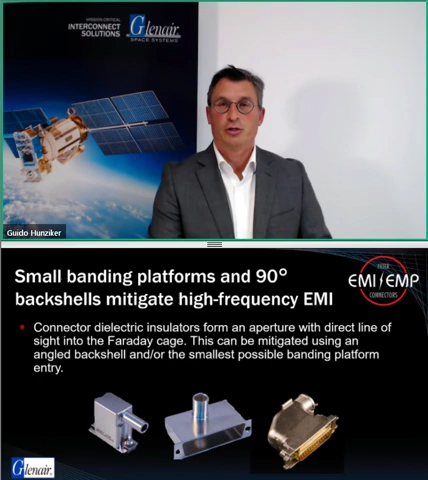 MISSION-CRITICAL
INTERCONNECT
SOLUTIONS
Glenair
SPACE SYSTEMS
Guido Hunziker
Small banding platforms and 90°
backshells mitigate high-frequency EMI
FILTER
EMI EMP
CONNECTORS
Connector dielectric insulators form an aperture with direct line of
sight into the Faraday cage. This can be mitigated using an
angled backshell and/or the smallest possible banding platform
entry.
Glenair